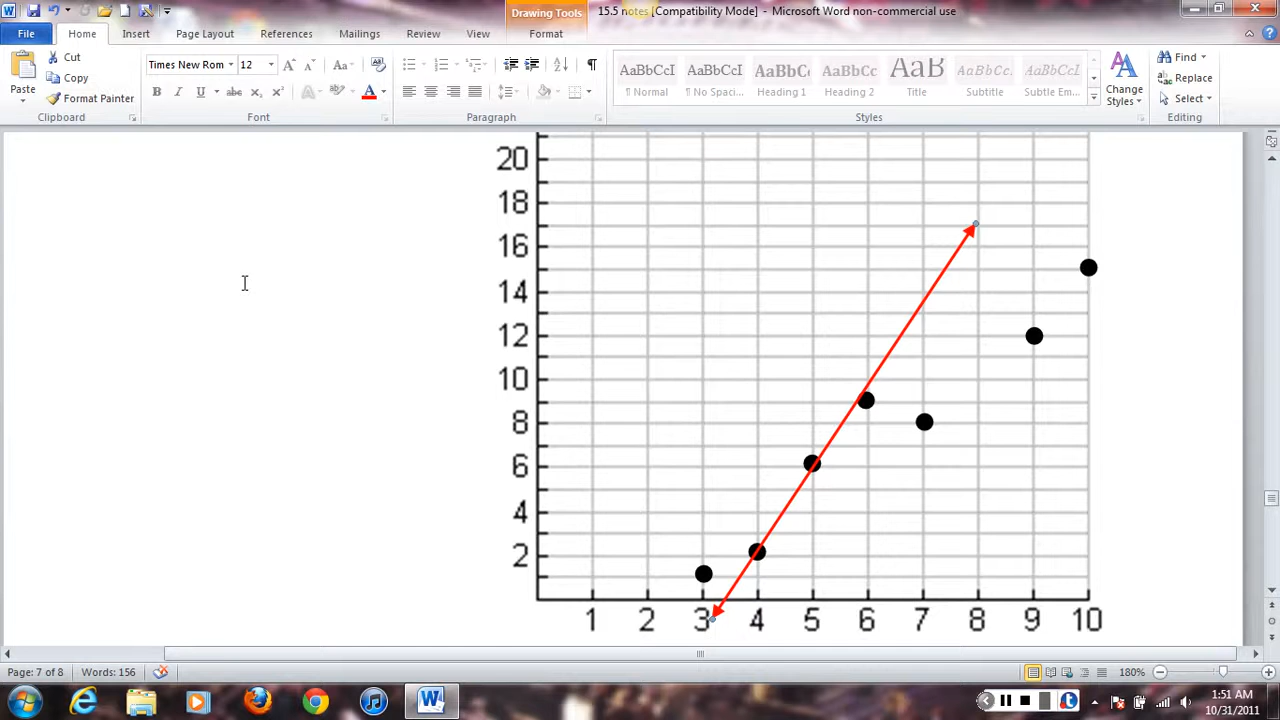 Drawing Tools
15.5 notes [Compatibility Mode] - Microsoft Word non-commercial use
File Home Insert Page Layout References Mailings Review View Format
Paste
Cut
Copy
Format Painter
Clipboard
Times New Rom 12
Font
Paragraph
AaBbCcI AaBbCcI AaBbCc AaBbCcI AaB AaBbCcI AaBbCcI
¶ Normal ¶ No Spac... Heading 1 Heading 2 Title Subtitle Subtle Em...
Styles
Change Styles
Find
Replace
Select
Editing
20
18
16
14
12
10
8
6
4
2
1 2 3 4 5 6 7 8 9 10
Page: 7 of 8 Words: 156 180%
1:51 AM
10/31/2011